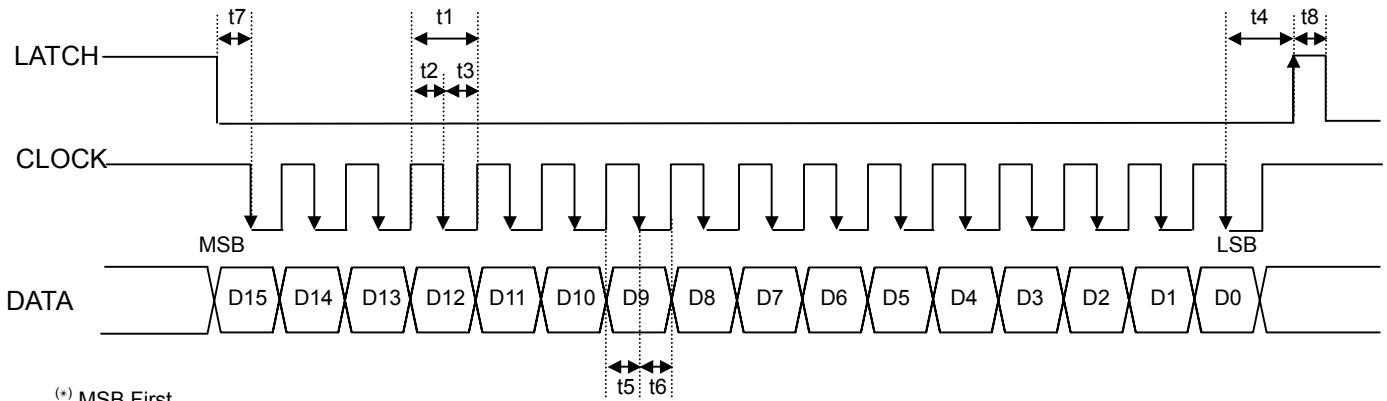 t7 t1 t4 t8
LATCH
t2 t3
CLOCK
MSB LSB
DATA D15 D14 D13 D12 D11 D10 D9 D8 D7 D6 D5 D4 D3 D2 D1 D0
t5 t6
(*) MSB First